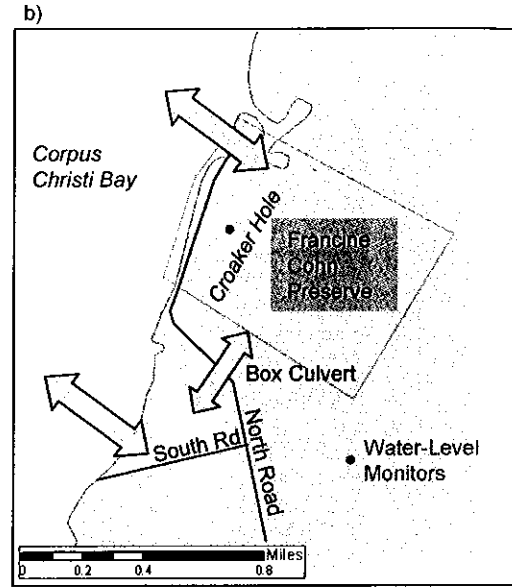 b)
Corpus
Christi Bay
Croaker Hole
Francine
Cohn
Preserve
Box Culvert
South Rd
North Road
Water-Level
Monitors
Miles
0 0.2 0.4 0.8